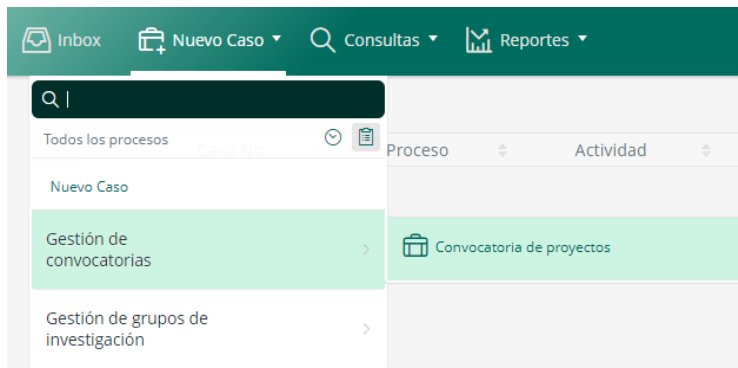 Inbox Nuevo Caso Consultas Reportes
Todos los procesos
Caso No. Proceso Actividad
Nuevo Caso
Gestión de
convocatorias
Convocatoria de proyectos
Gestión de grupos de
investigación